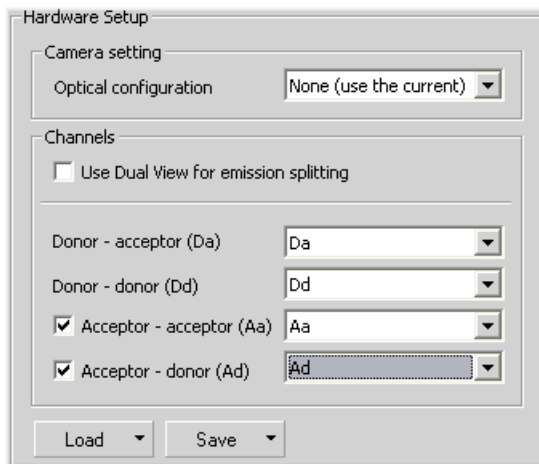 Hardware Setup
Camera setting
Optical configuration None (use the current)
Channels
Use Dual View for emission splitting
Donor - acceptor (Da) Da
Donor - donor (Dd) Dd
Acceptor - acceptor (Aa) Aa
Acceptor - donor (Ad) Ad
Load Save